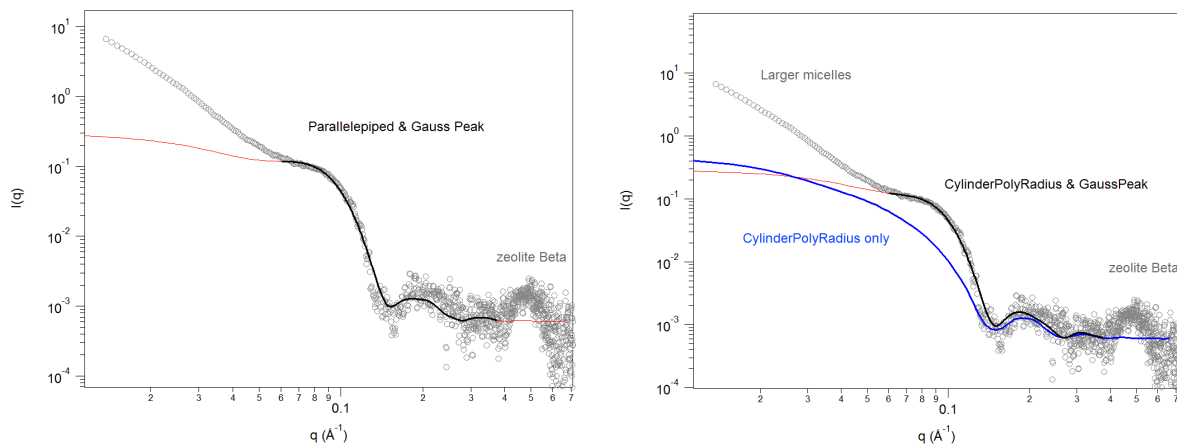 10¹
10⁰
10⁻¹
10⁻²
10⁻³
10⁻⁴
I(q)
Parallelepiped & Gauss Peak
zeolite Beta
2 3 4 5 6 7 8 9 0.1 2 3 4 5 6 7
q (Å⁻¹)
10¹
10⁰
10⁻¹
10⁻²
10⁻³
10⁻⁴
I(q)
Larger micelles
CylinderPolyRadius & GaussPeak
CylinderPolyRadius only
zeolite Beta
2 3 4 5 6 7 8 9 0.1 2 3 4 5 6 7
q (Å⁻¹)